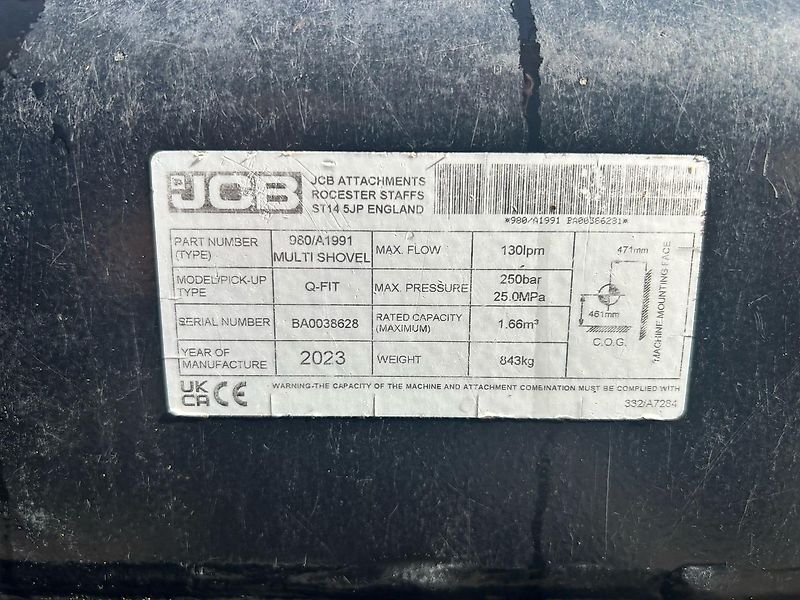 JCB
JCB ATTACHMENTS
ROCESTER STAFFS
ST14 5JP ENGLAND
*980/A1991 BA00386281*
PART NUMBER (TYPE) 980/A1991 MULTI SHOVEL MAX. FLOW 130lpm
MODEL/PICK-UP TYPE Q-FIT MAX. PRESSURE 250bar 25.0MPa
SERIAL NUMBER BA0038628 RATED CAPACITY (MAXIMUM) 1.66m³
YEAR OF MANUFACTURE 2023 WEIGHT 843kg
471mm
461mm
C.O.G.
MACHINE MOUNTING FACE
UK CA CE
WARNING-THE CAPACITY OF THE MACHINE AND ATTACHMENT COMBINATION MUST BE COMPLIED WITH
332/A7284